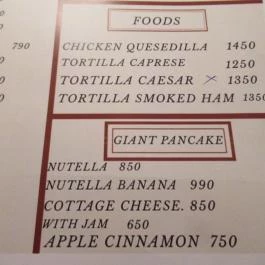 FOODS
790
CHICKEN QUESEDILLA 1450
TORTILLA CAPRESE 1250
TORTILLA CAESAR × 1350
TORTILLA SMOKED HAM 1350
GIANT PANCAKE
NUTELLA 850
NUTELLA BANANA 990
COTTAGE CHEESE. 850
WITH JAM 650
APPLE CINNAMON 750